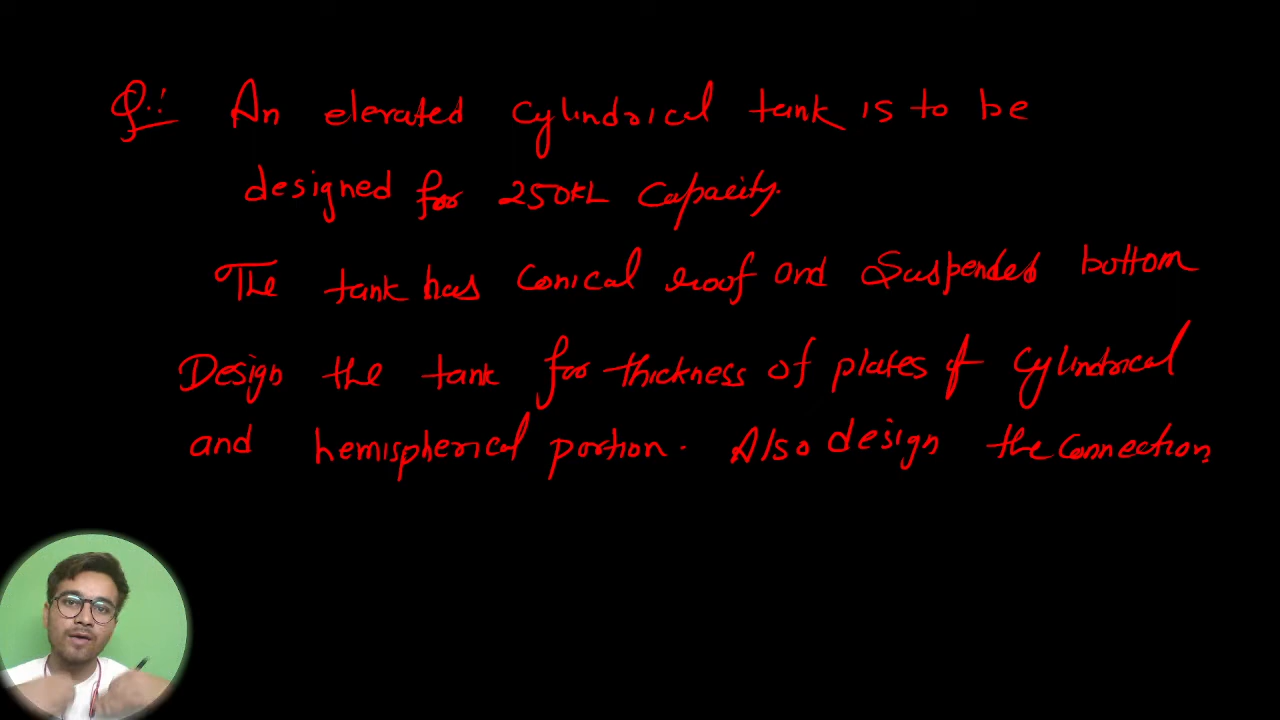 Q.: An elevated cylindrical tank is to be
designed for 250kL Capacity.
The tank has Conical roof and Suspended bottom
Design the tank for thickness of plates of Cylindrical
and hemispherical portion. Also design the Connection.